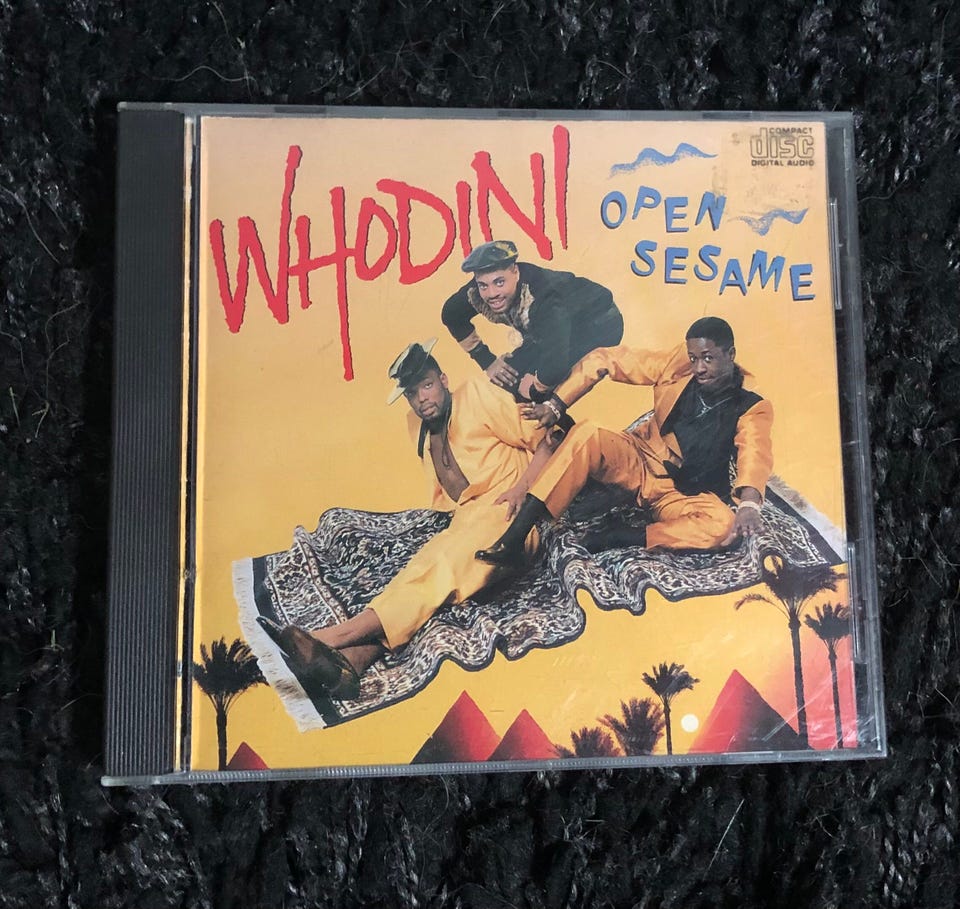 WHODINI
OPEN
SESAME
COMPACT
disc
DIGITAL AUDIO